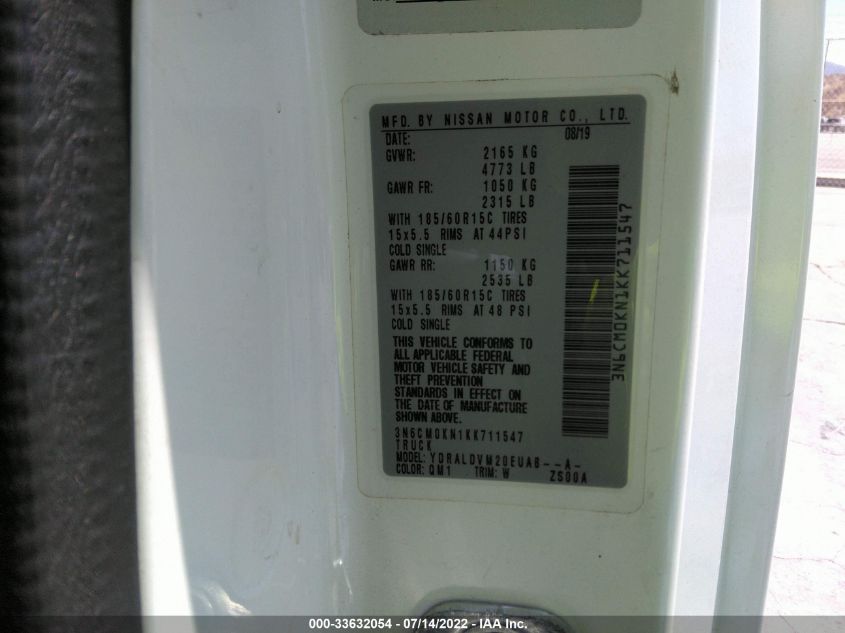 MFD. BY NISSAN MOTOR CO., LTD.
DATE: 08/19
GVWR: 2165 KG
4773 LB
GAWR FR: 1050 KG
2315 LB
WITH 185/60R15C TIRES
15x5.5 RIMS AT 44PSI
COLD SINGLE
GAWR RR: 1150 KG
2535 LB
WITH 185/60R15C TIRES
15x5.5 RIMS AT 48 PSI
COLD SINGLE
THIS VEHICLE CONFORMS TO
ALL APPLICABLE FEDERAL
MOTOR VEHICLE SAFETY AND
THEFT PREVENTION
STANDARDS IN EFFECT ON
THE DATE OF MANUFACTURE
SHOWN ABOVE.
3N6CM0KN1KK711547
TRUCK
MODEL: YDRALDVM20EUAB--A-
COLOR: QM1 TRIM: W ZS00A
3N6CM0KN1KK711547
000-33632054 - 07/14/2022 - IAA Inc.